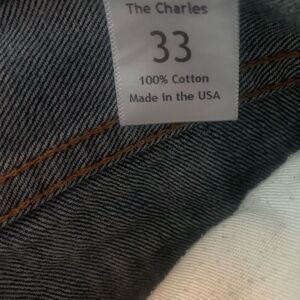 The Charles
33
100% Cotton
Made in the USA